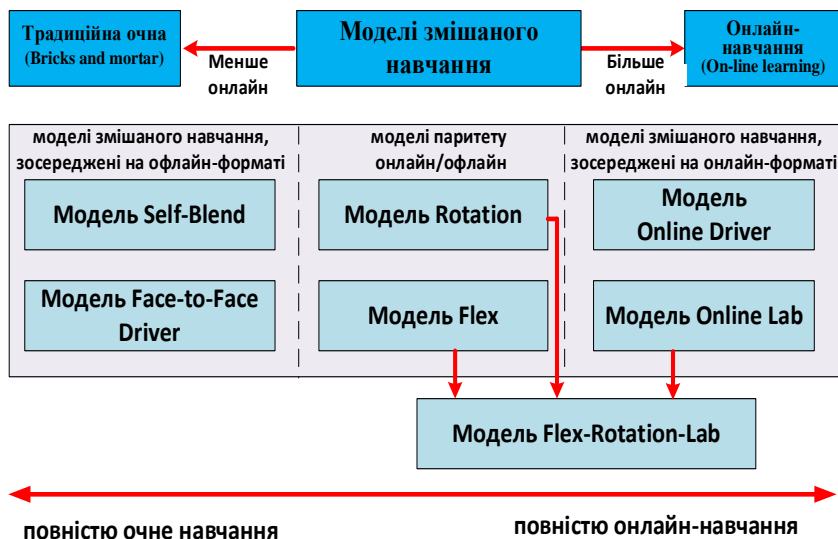 Традиційна очна
(Bricks and mortar)
Менше
онлайн
Моделі змішаного
навчання
Більше
онлайн
Онлайн-
навчання
(On-line learning)
моделі змішаного навчання,
зосереджені на офлайн-форматі
моделі паритету
онлайн/офлайн
моделі змішаного навчання,
зосереджені на онлайн-форматі
Модель Self-Blend
Модель Rotation
Модель
Online Driver
Модель Face-to-Face
Driver
Модель Flex
Модель Online Lab
Модель Flex-Rotation-Lab
повністю очне навчання
повністю онлайн-навчання